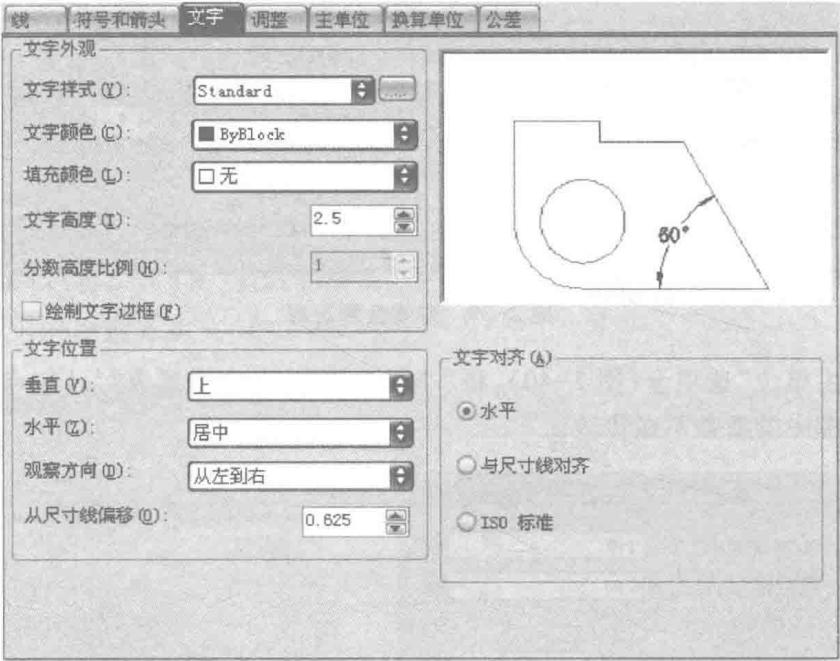 线 符号和箭头 文字 调整 主单位 换算单位 公差
文字外观
文字样式(Y): Standard ...
文字颜色(C): ByBlock
填充颜色(L): 无
文字高度(T): 2.5
分数高度比例(H): 1
绘制文字边框(F)
60°
文字位置
垂直(V): 上
水平(Z): 居中
观察方向(D): 从左到右
从尺寸线偏移(O): 0.625
文字对齐(A)
水平
与尺寸线对齐
ISO 标准